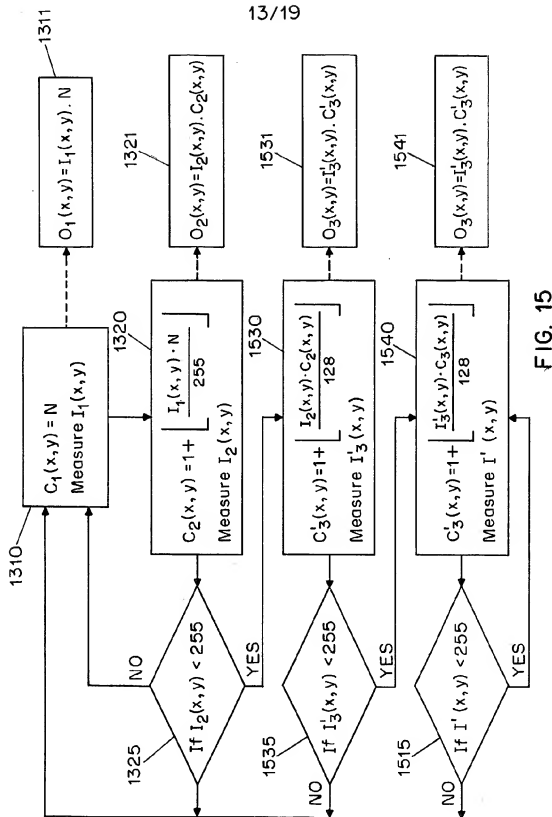 13/19
1310
C₁(x,y) = N
Measure I₁(x,y)
1311
O₁(x,y)=I₁(x,y). N
1325
If I₂(x,y) < 255
NO
YES
1320
C₂(x,y) = 1+ ⌊ I₁(x,y) · N / 255 ⌋
Measure I₂(x,y)
1321
O₂(x,y)=I₂(x,y). C₂(x,y)
1535
If I'₃(x,y) <255
NO
YES
1530
C'₃(x,y)=1+ ⌊ I₂(x,y)·C₂(x,y) / 128 ⌋
Measure I'₃(x,y)
1531
O₃(x,y)=I'₃(x,y). C'₃(x,y)
1515
If I' (x,y) <255
NO
YES
1540
C'₃(x,y)=1+ ⌊ I'₃(x,y)·C₃(x,y) / 128 ⌋
Measure I' (x,y)
1541
O₃(x,y)=I'₃(x,y). C'₃(x,y)
FIG. 15